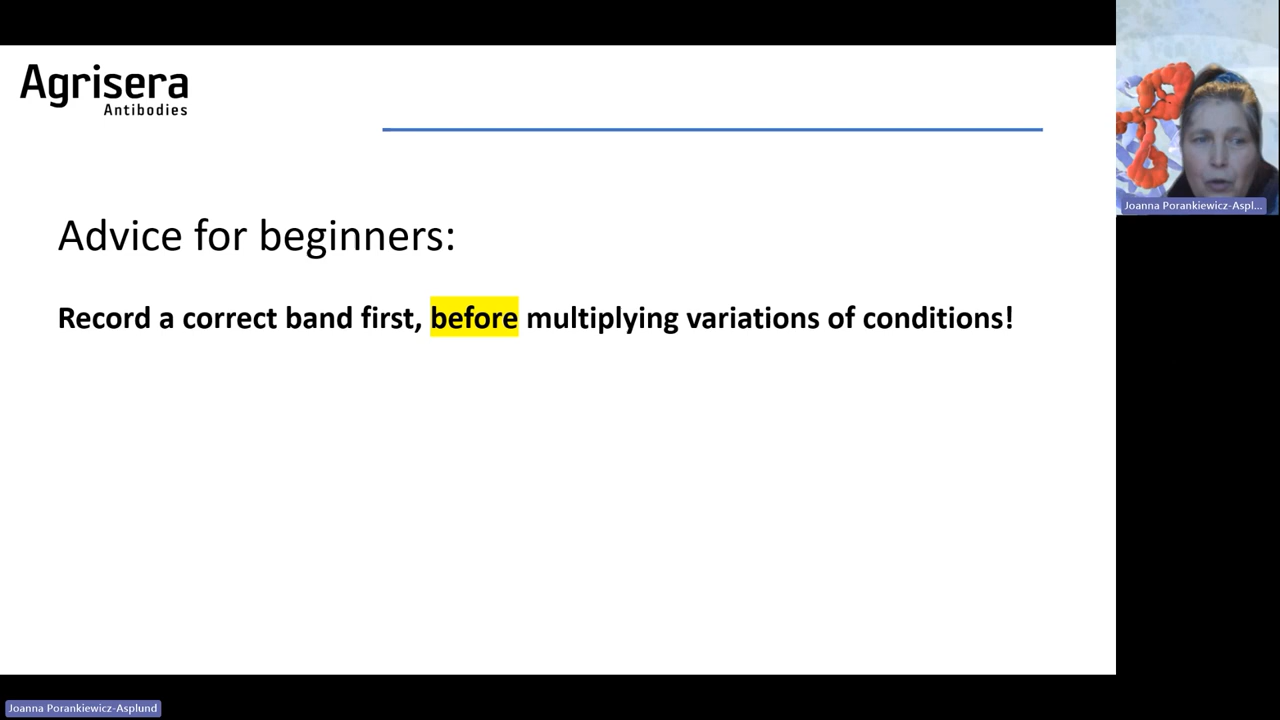 Agrisera
Antibodies
Advice for beginners:
Record a correct band first, before multiplying variations of conditions!
Joanna Porankiewicz-Aspl...
Joanna Porankiewicz-Asplund